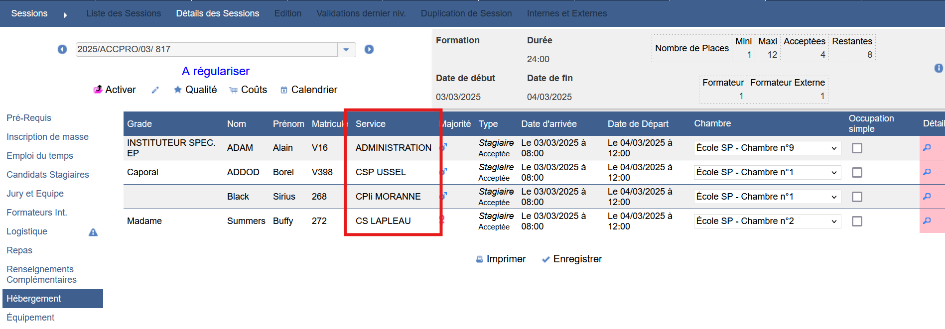 Sessions Liste des Sessions Détails des Sessions Edition Validations dernier niv. Duplication de Session Internes et Externes
2025/ACCPRO/03/ 817
A régulariser
Activer Qualité Coûts Calendrier
Formation Durée
24:00
Date de début Date de fin
03/03/2025 04/03/2025
Mini Maxi Acceptées Restantes
Nombre de Places
1 12 4 8
Formateur Formateur Externe
1 1
Pré-Requis
Inscription de masse
Emploi du temps
Candidats Stagiaires
Jury et Equipe
Formateurs Int.
Logistique
Repas
Renseignements
Complémentaires
Hébergement
Équipement
Grade Nom Prénom Matricule Service Majorité Type Date d'arrivée Date de Départ Chambre Occupation simple Détail
INSTITUTEUR SPEC. EP ADAM Alain V16 ADMINISTRATION Stagiaire Acceptée Le 03/03/2025 à 08:00 Le 04/03/2025 à 12:00 École SP - Chambre n°9
Caporal ADDOD Borel V398 CSP USSEL Stagiaire Acceptée Le 03/03/2025 à 08:00 Le 04/03/2025 à 12:00 École SP - Chambre n°1
Black Sirius 268 CPIi MORANNE Stagiaire Acceptée Le 03/03/2025 à 08:00 Le 04/03/2025 à 12:00 École SP - Chambre n°1
Madame Summers Buffy 272 CS LAPLEAU Stagiaire Acceptée Le 03/03/2025 à 08:00 Le 04/03/2025 à 12:00 École SP - Chambre n°2
Imprimer Enregistrer